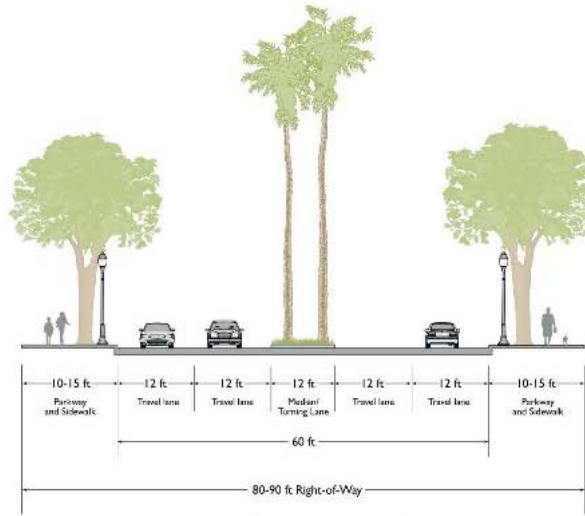 10-15 ft 12 ft 12 ft 12 ft 12 ft 12 ft 10-15 ft
Parkway Travel lane Travel lane Median/ Travel lane Travel lane Parkway
and Sidewalk Turning Lane and Sidewalk
60 ft
80-90 ft Right-of-Way